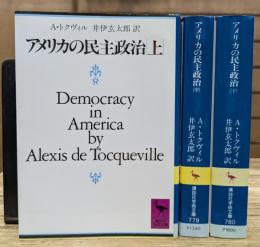 A・トクヴィル 井伊玄太郎 訳
アメリカの民主政治 上
Democracy
in
America
by
Alexis de Tocqueville
アメリカの民主政治(中)
A・トクヴィル
井伊玄太郎訳
講談社学術文庫
779
アメリカの民主政治(下)
A・トクヴィル
井伊玄太郎訳
講談社学術文庫
780